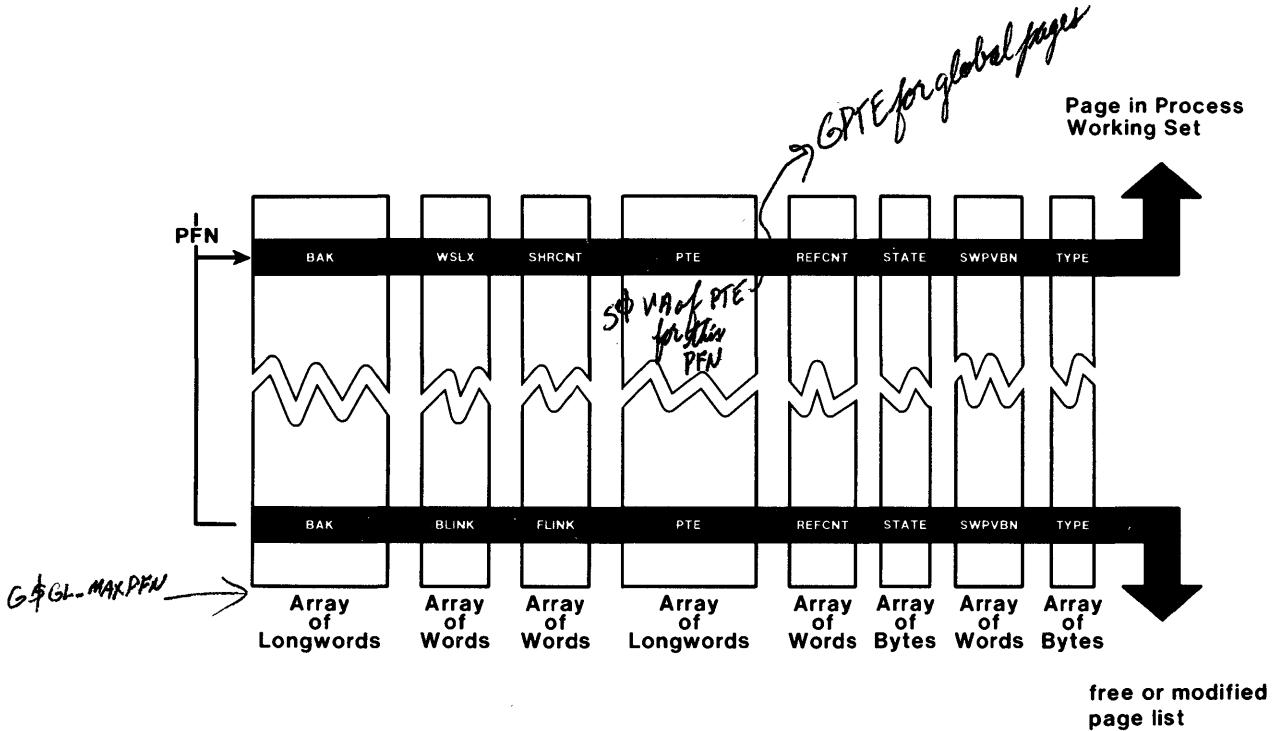 GPTE for global pages
Page in Process
Working Set
PFN
BAK WSLX SHRCNT PTE REFCNT STATE SWPVBN TYPE
SФ VA of PTE
for this
PFN
BAK BLINK FLINK PTE REFCNT STATE SWPVBN TYPE
G$GL_MAXPFN
Array of Longwords
Array of Words
Array of Words
Array of Longwords
Array of Words
Array of Bytes
Array of Words
Array of Bytes
free or modified
page list